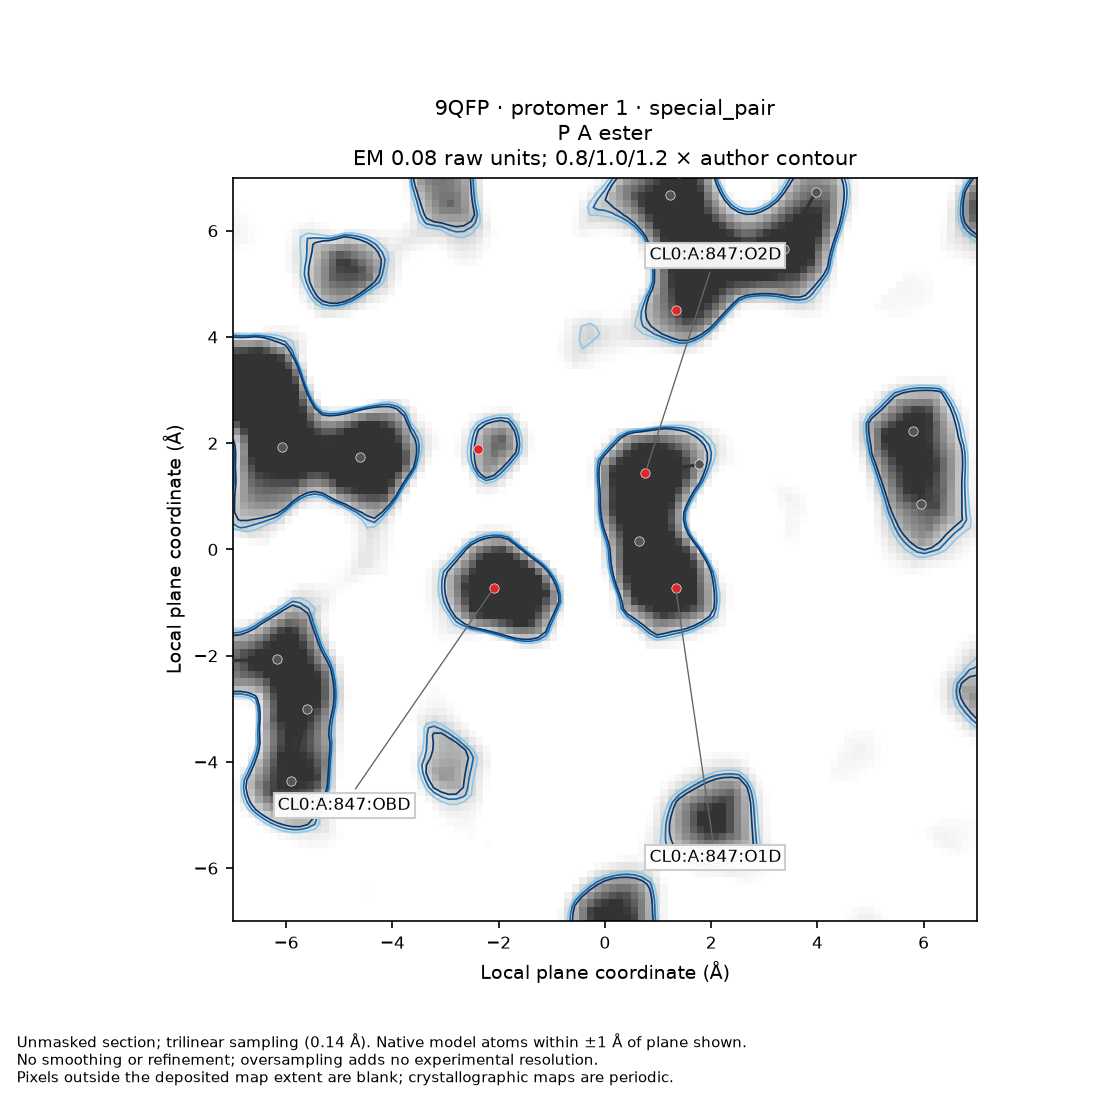 9QFP · protomer 1 · special_pair
P A ester
EM 0.08 raw units; 0.8/1.0/1.2 × author contour
6
4
2
0
−2
−4
−6
Local plane coordinate (Å)
CL0:A:847:O2D
CL0:A:847:OBD
CL0:A:847:O1D
−6
−4
−2
0
2
4
6
Local plane coordinate (Å)
Unmasked section; trilinear sampling (0.14 Å). Native model atoms within ±1 Å of plane shown.
No smoothing or refinement; oversampling adds no experimental resolution.
Pixels outside the deposited map extent are blank; crystallographic maps are periodic.